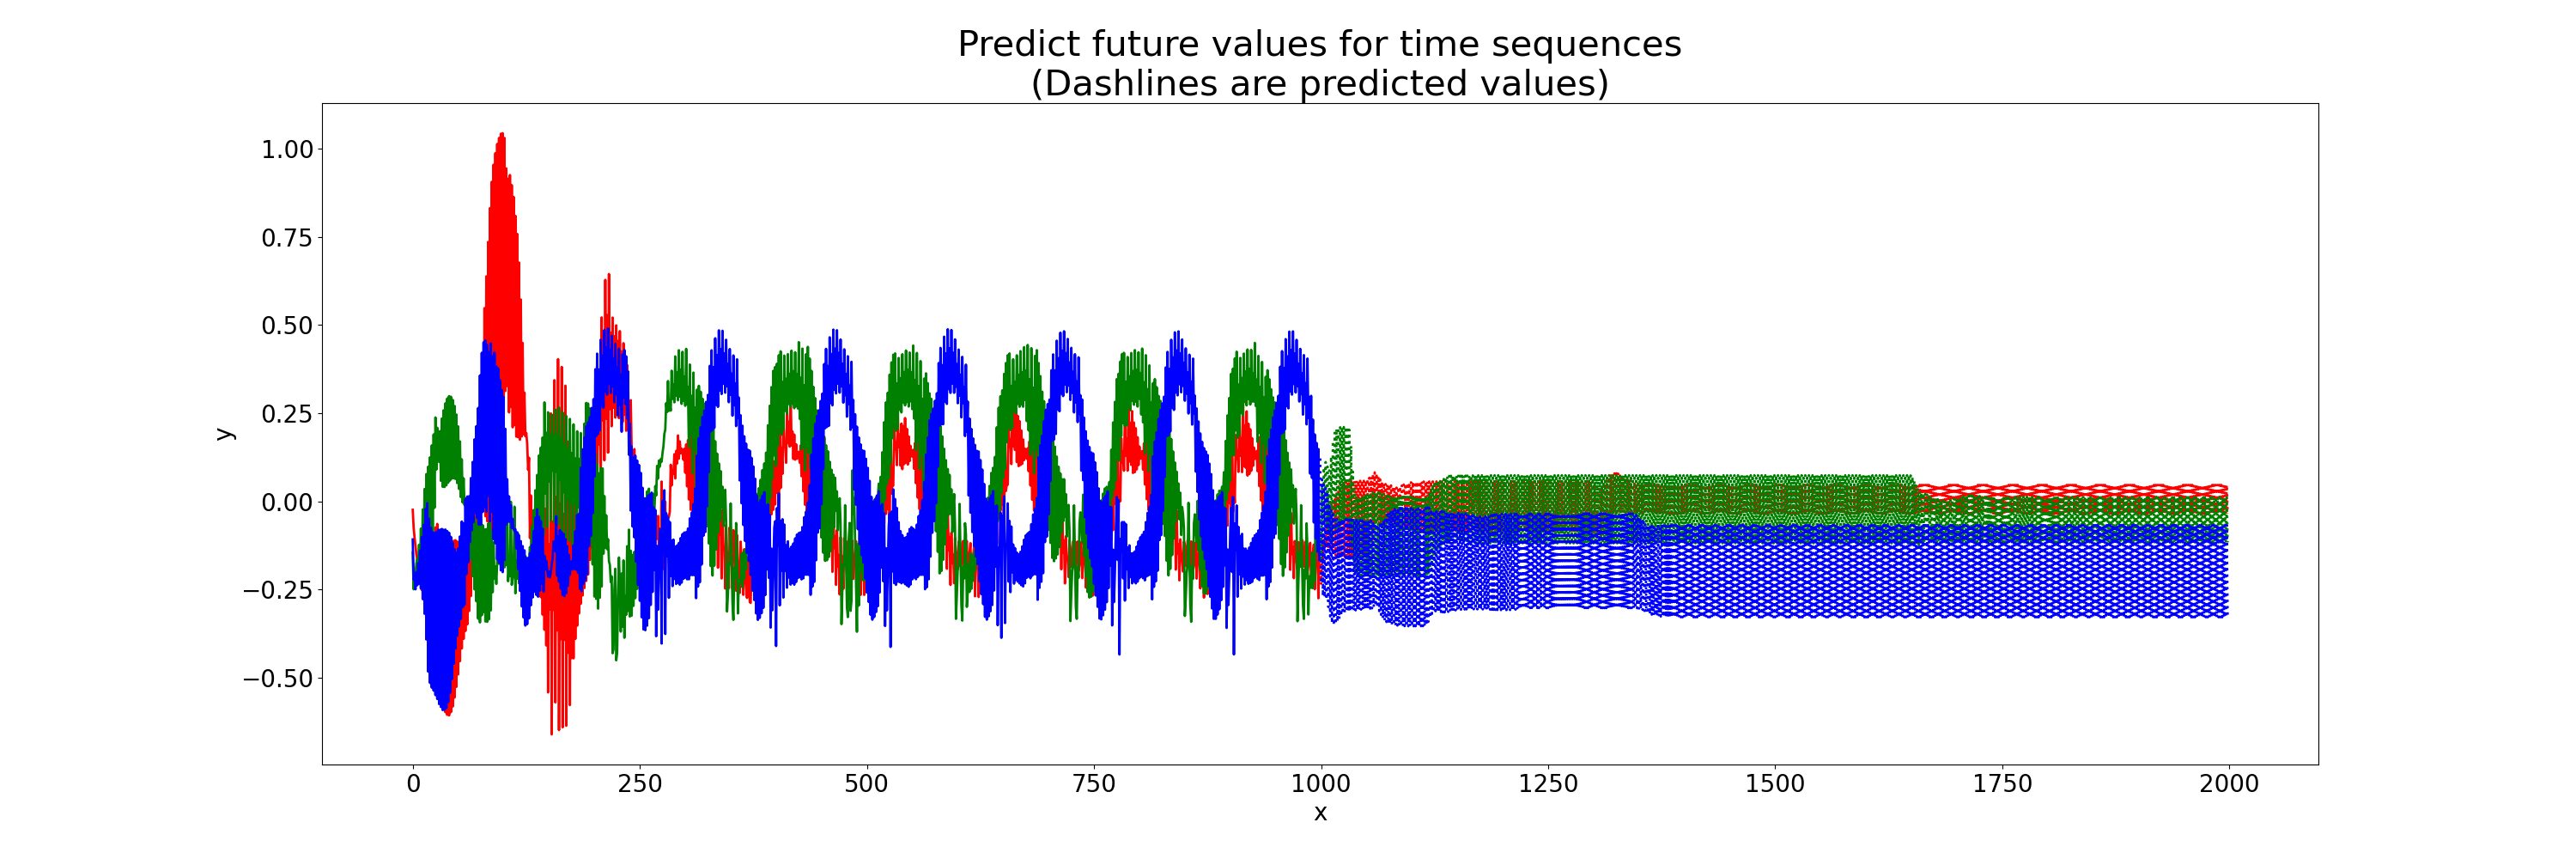 Predict future values for time sequences
(Dashlines are predicted values)
1.00
0.75
0.50
0.25
0.00
−0.25
−0.50
y
0 250 500 750 1000 1250 1500 1750 2000
x